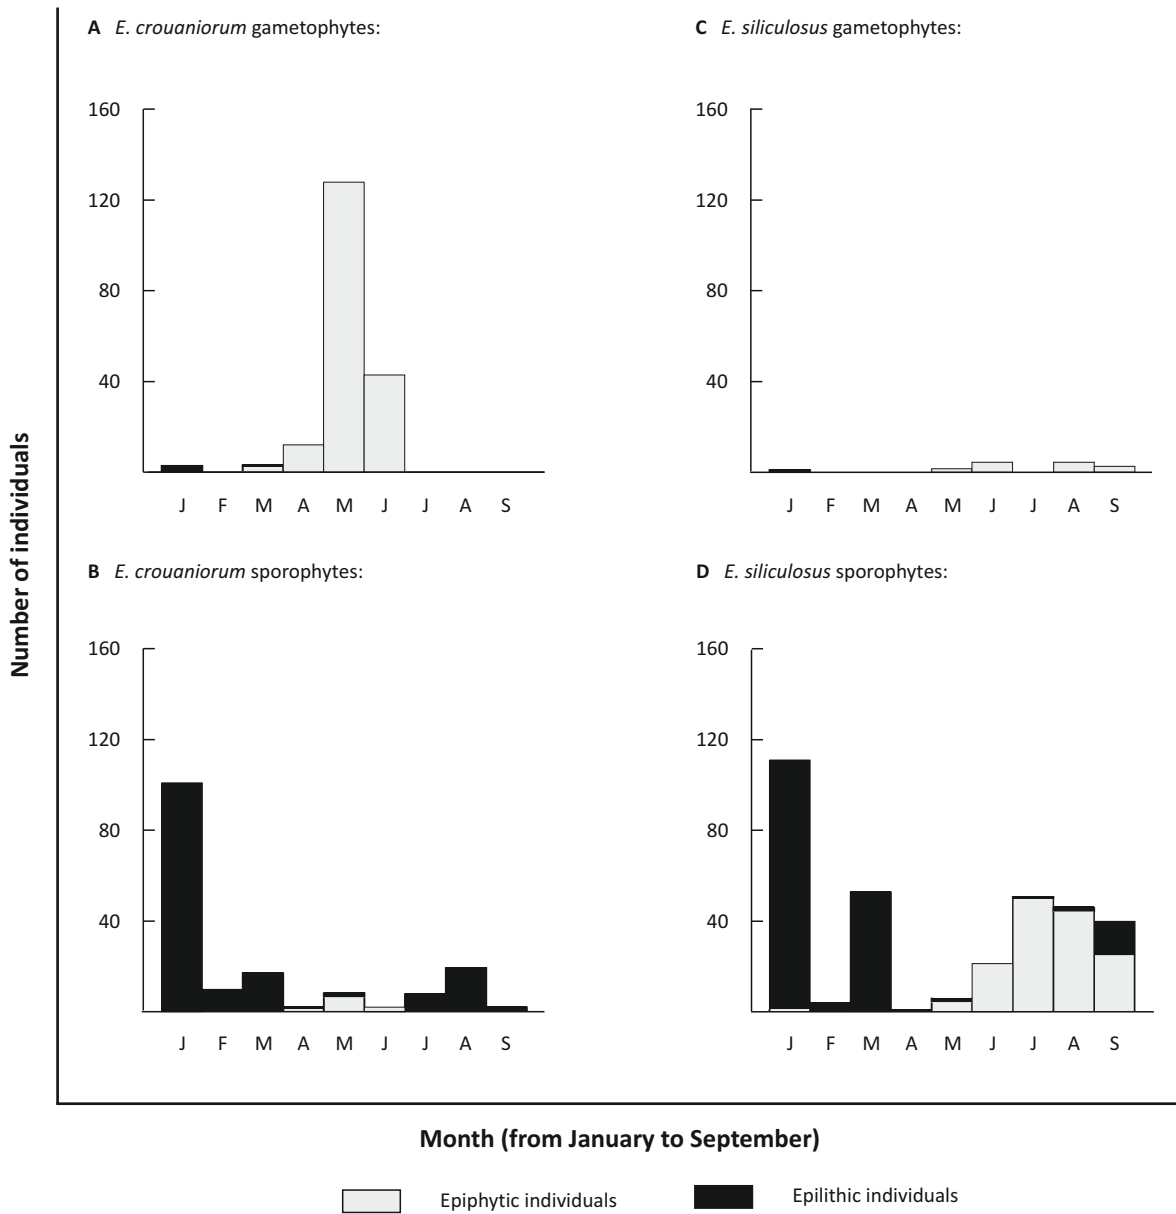 A E. crouaniorum gametophytes:
160
120
80
40
J F M A M J J A S
C E. siliculosus gametophytes:
160
120
80
40
J F M A M J J A S
B E. crouaniorum sporophytes:
160
120
80
40
J F M A M J J A S
D E. siliculosus sporophytes:
160
120
80
40
J F M A M J J A S
Number of individuals
Month (from January to September)
Epiphytic individuals
Epilithic individuals